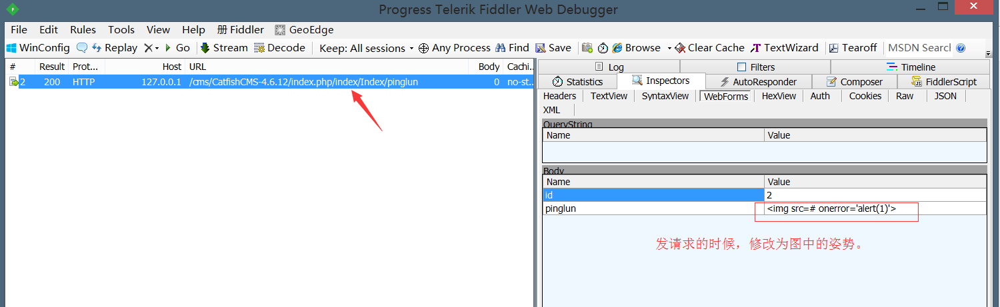 Progress Telerik Fiddler Web Debugger
File Edit Rules Tools View Help 册 Fiddler GeoEdge
WinConfig Replay Go Stream Decode Keep: All sessions Any Process Find Save Browse Clear Cache TextWizard Tearoff MSDN Searcl
# Result Prot... Host URL Body Cachi...
2 200 HTTP 127.0.0.1 /cms/CatfishCMS-4.6.12/index.php/index/Index/pinglun 0 no-st...
Log Filters Timeline
Statistics Inspectors AutoResponder Composer FiddlerScript
Headers TextView SyntaxView WebForms HexView Auth Cookies Raw JSON
XML
QueryString
Name Value
Body
Name Value
id 2
pinglun <img src=# onerror='alert(1)'>
发请求的时候，修改为图中的姿势。